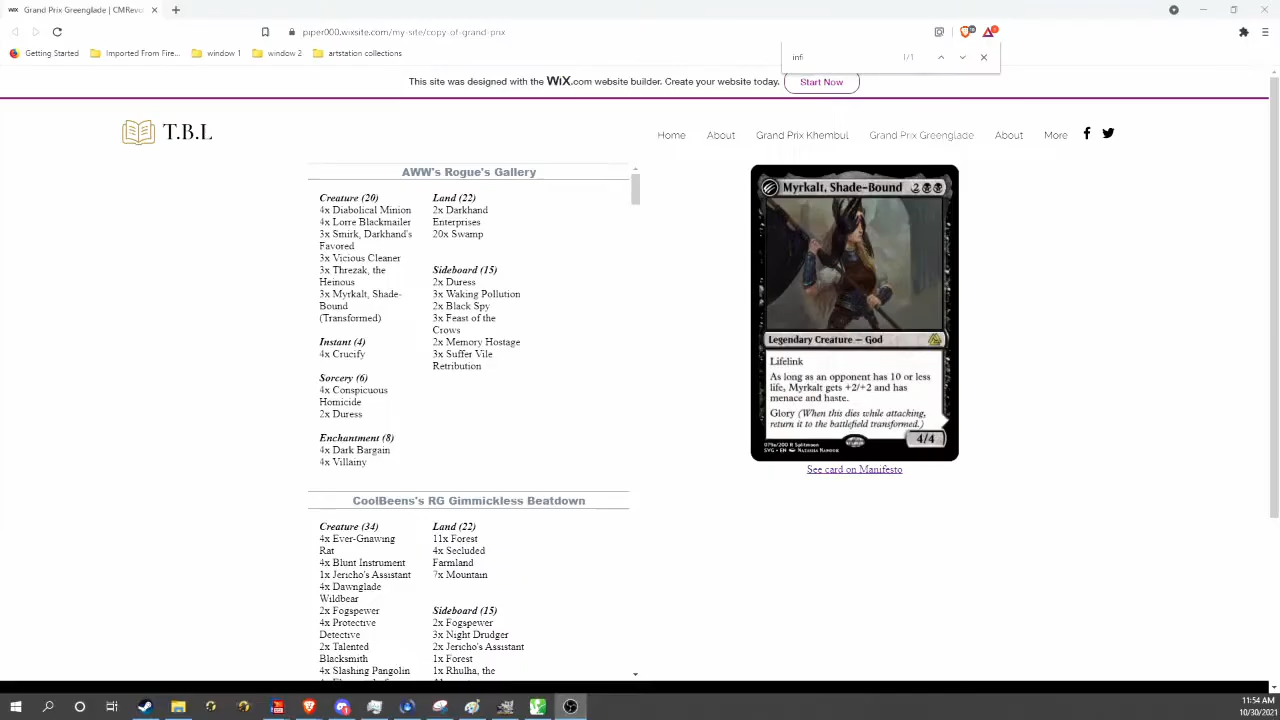 Grand Prix Greenglade | CMRevo
piper000.wixsite.com/my-site/copy-of-grand-prix
Getting Started
Imported From Fire...
window 1
window 2
artstation collections
infi
1/1
This site was designed with the WiX.com website builder. Create your website today.
Start Now
T.B.L
Home
About
Grand Prix Khembul
Grand Prix Greenglade
About
More
AWW's Rogue's Gallery
Creature (20)
4x Diabolical Minion
4x Lorre Blackmailer
3x Smirk, Darkhand's
Favored
3x Vicious Cleaner
3x Threzak, the
Heinous
3x Myrkalt, Shade-
Bound
(Transformed)
Instant (4)
4x Crucify
Sorcery (6)
4x Conspicuous
Homicide
2x Duress
Enchantment (8)
4x Dark Bargain
4x Villainy
Land (22)
2x Darkhand
Enterprises
20x Swamp
Sideboard (15)
2x Duress
3x Waking Pollution
2x Black Spy
3x Feast of the
Crows
2x Memory Hostage
3x Suffer Vile
Retribution
CoolBeens's RG Gimmickless Beatdown
Creature (34)
4x Ever-Gnawing
Rat
4x Blunt Instrument
1x Jericho's Assistant
4x Dawnglade
Wildbear
2x Fogspewer
4x Protective
Detective
2x Talented
Blacksmith
4x Slashing Pangolin
Land (22)
11x Forest
4x Secluded
Farmland
7x Mountain
Sideboard (15)
2x Fogspewer
3x Night Drudger
2x Jericho's Assistant
1x Forest
1x Rhulha, the
Myrkalt, Shade-Bound
2
Legendary Creature — God
Lifelink
As long as an opponent has 10 or less
life, Myrkalt gets +2/+2 and has
menace and haste.
Glory (When this dies while attacking,
return it to the battlefield transformed.)
4/4
See card on Manifesto
11:54 AM
10/30/2021